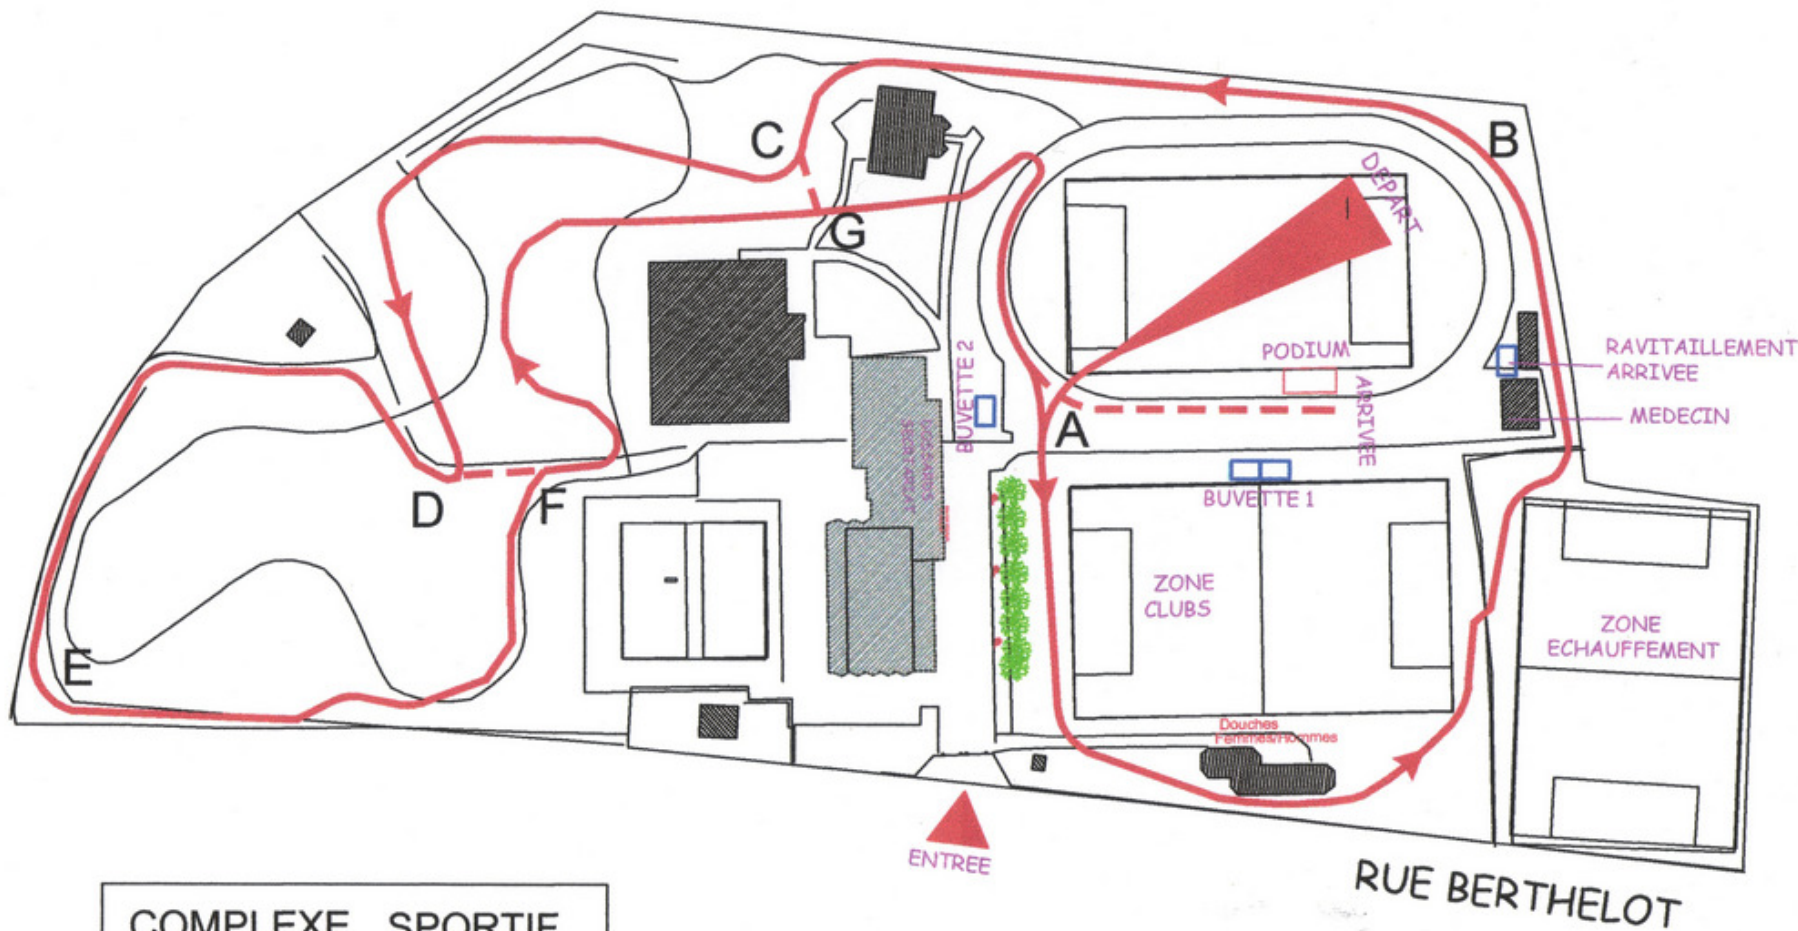 B
C
DEPART
G
PODIUM
RAVITAILLEMENT
ARRIVEE
MEDECIN
ARRIVEE
BUVETTE 2
A
BUVETTE 1
D
F
ZONE
CLUBS
ZONE
ECHAUFFEMENT
E
Douches
Femmes/Hommes
ENTREE
RUE BERTHELOT
COMPLEXE SPORTIF